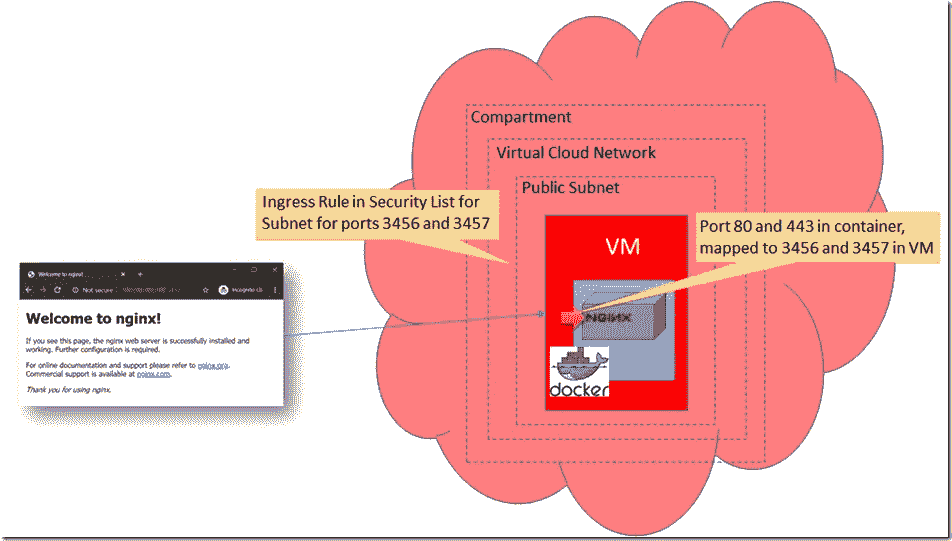 Compartment
Virtual Cloud Network
Public Subnet
Ingress Rule in Security List for
Subnet for ports 3456 and 3457
Port 80 and 443 in container,
mapped to 3456 and 3457 in VM
VM
NGINX
docker
Welcome to nginx!
Not secure
Incognito
Welcome to nginx!
If you see this page, the nginx web server is successfully installed and
working. Further configuration is required.
For online documentation and support please refer to nginx.org.
Commercial support is available at nginx.com.
Thank you for using nginx.